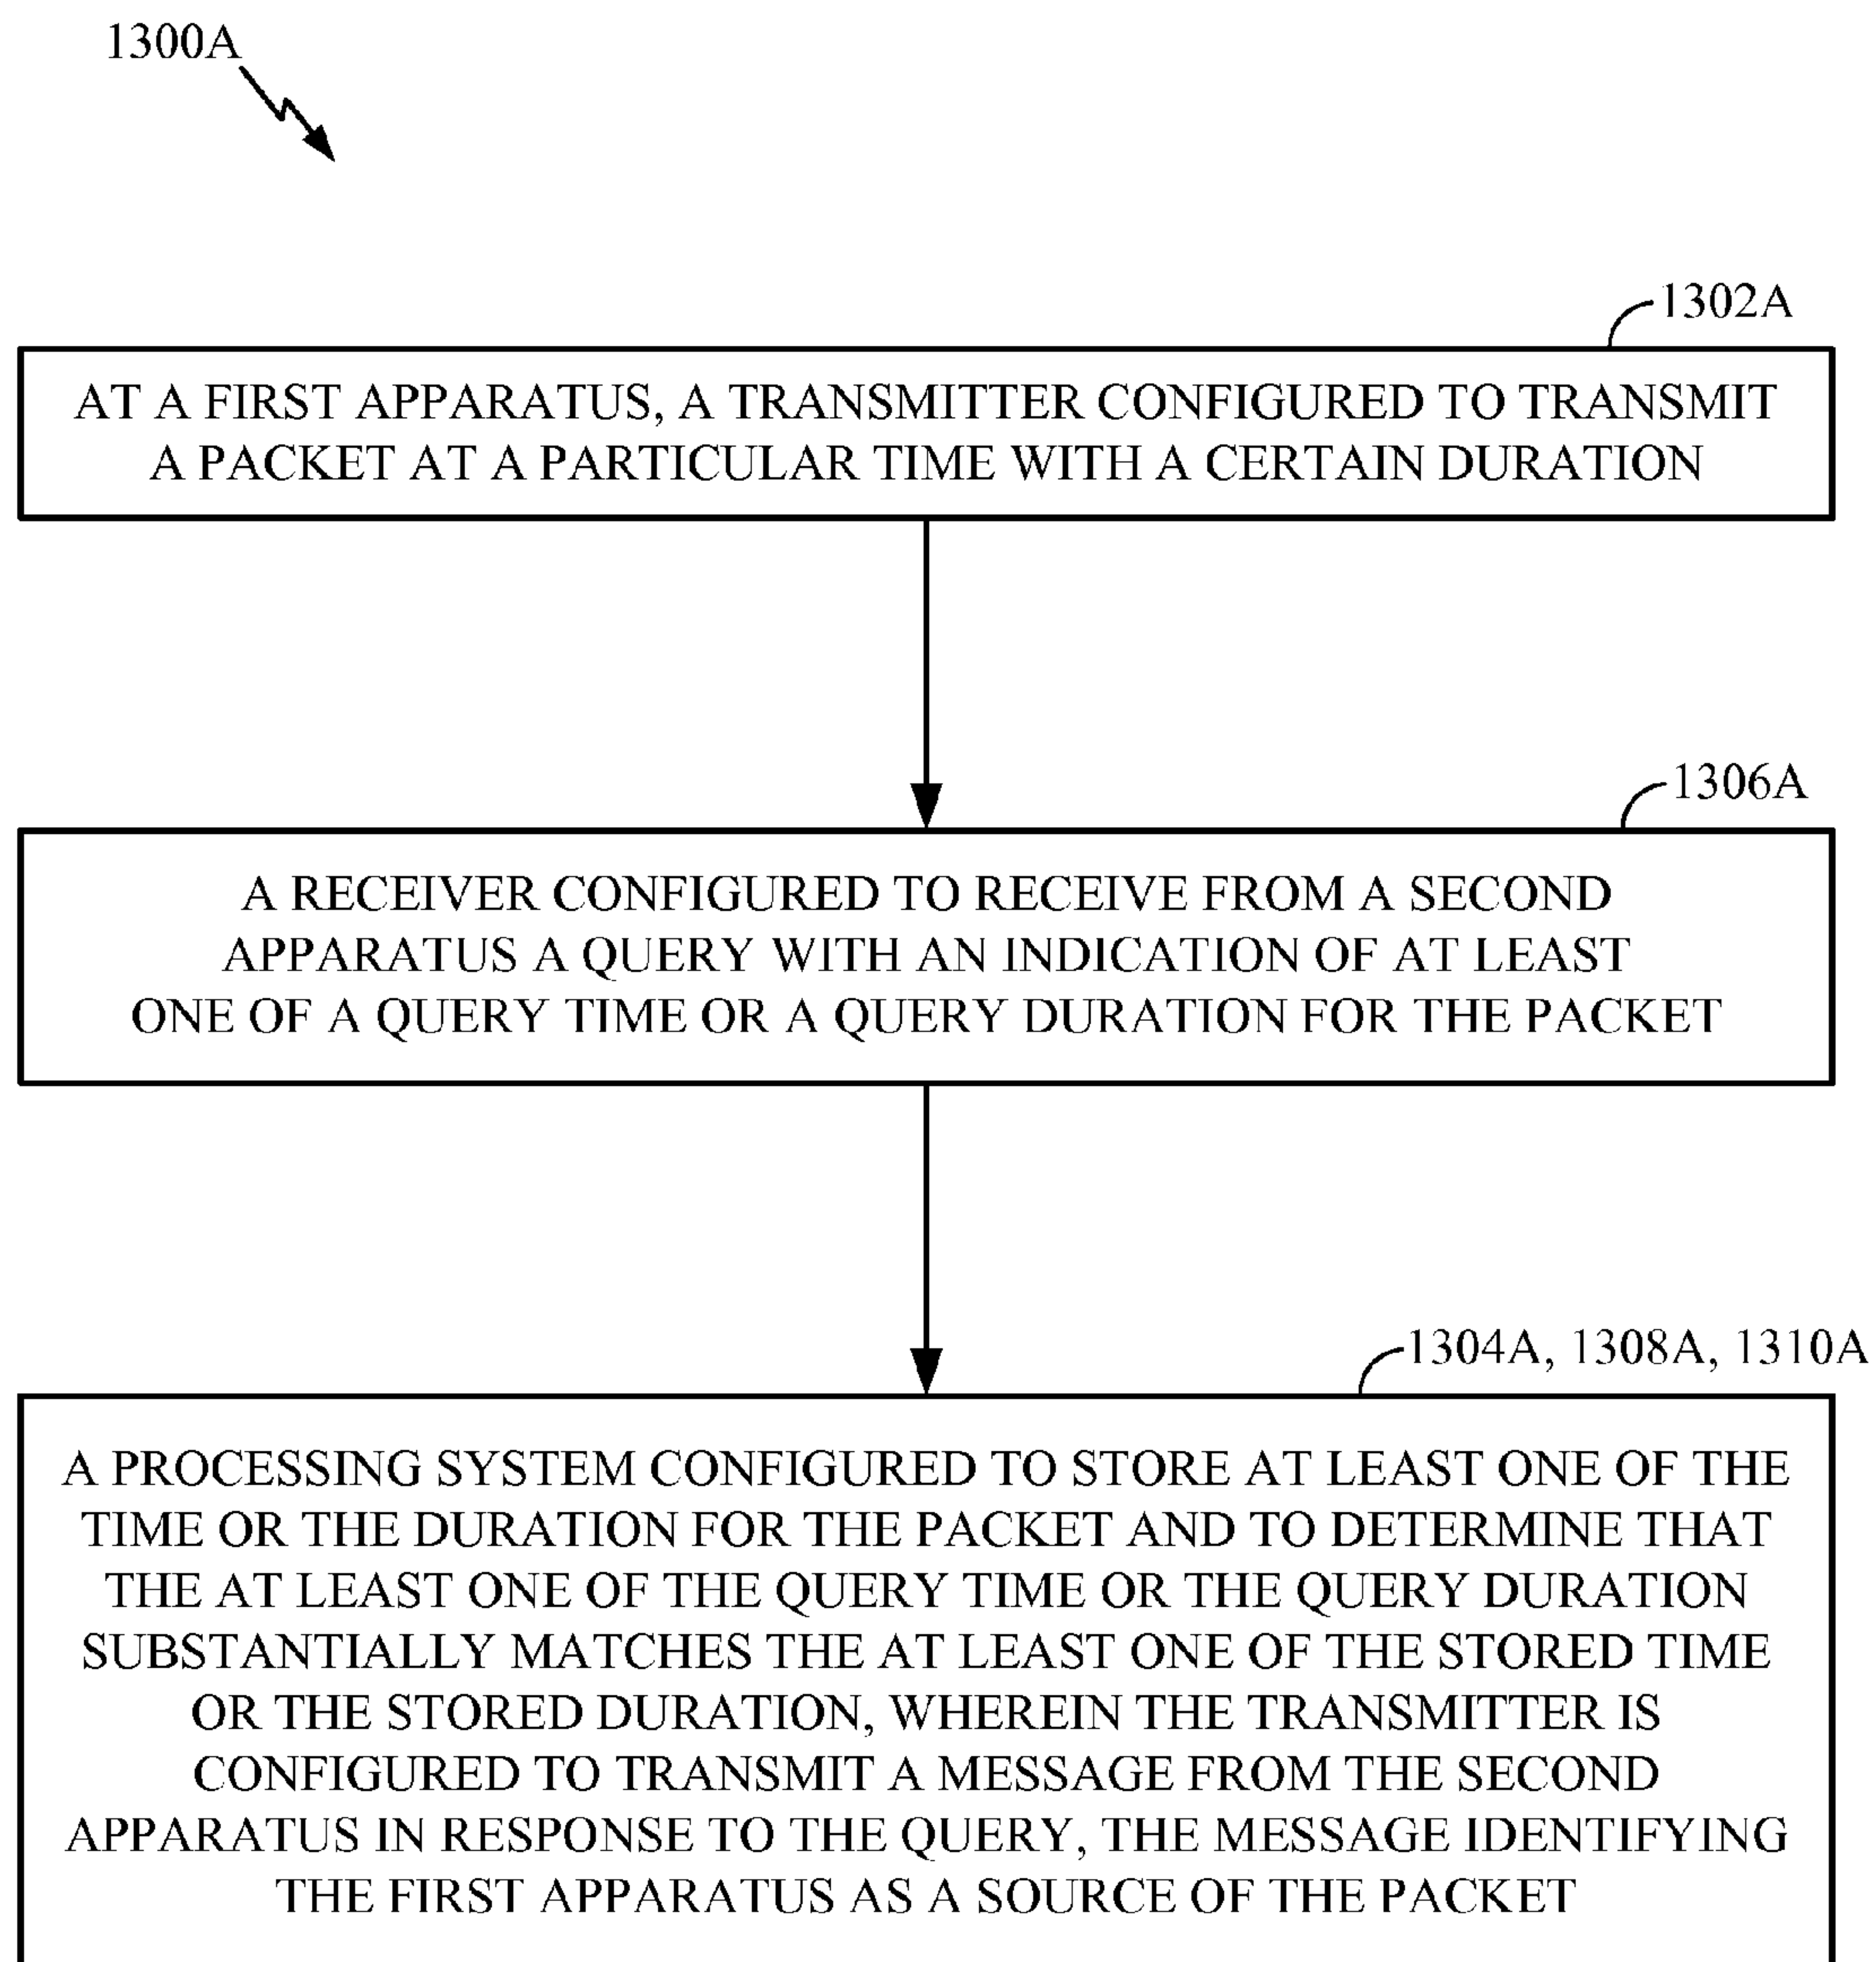 1300A
1302A
AT A FIRST APPARATUS, A TRANSMITTER CONFIGURED TO TRANSMIT
A PACKET AT A PARTICULAR TIME WITH A CERTAIN DURATION
1306A
A RECEIVER CONFIGURED TO RECEIVE FROM A SECOND
APPARATUS A QUERY WITH AN INDICATION OF AT LEAST
ONE OF A QUERY TIME OR A QUERY DURATION FOR THE PACKET
1304A, 1308A, 1310A
A PROCESSING SYSTEM CONFIGURED TO STORE AT LEAST ONE OF THE
TIME OR THE DURATION FOR THE PACKET AND TO DETERMINE THAT
THE AT LEAST ONE OF THE QUERY TIME OR THE QUERY DURATION
SUBSTANTIALLY MATCHES THE AT LEAST ONE OF THE STORED TIME
OR THE STORED DURATION, WHEREIN THE TRANSMITTER IS
CONFIGURED TO TRANSMIT A MESSAGE FROM THE SECOND
APPARATUS IN RESPONSE TO THE QUERY, THE MESSAGE IDENTIFYING
THE FIRST APPARATUS AS A SOURCE OF THE PACKET